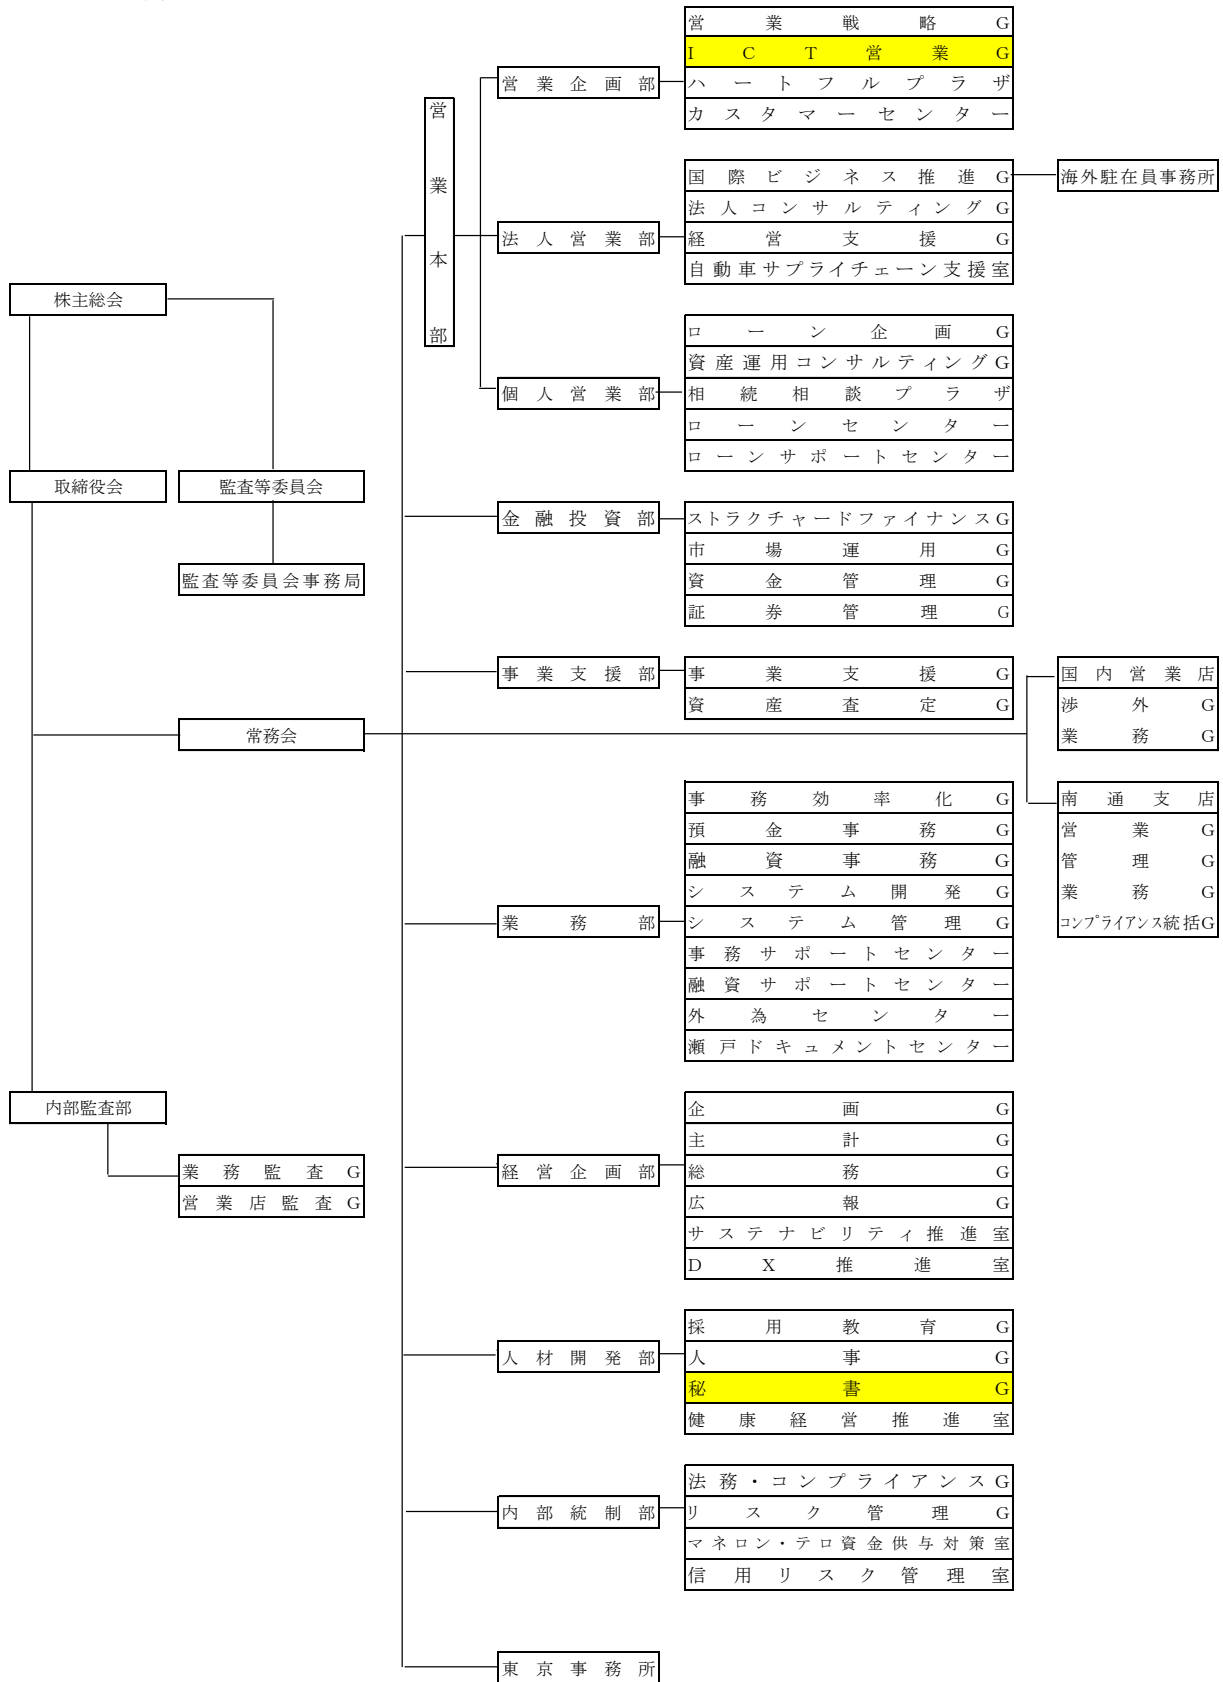 株主総会
取締役会
監査等委員会
監査等委員会事務局
常務会
内部監査部
業務監査G
営業店監査G
営業本部
営業企画部
営業戦略G
ICT営業G
ハートフルプラザ
カスタマーセンター
法人営業部
国際ビジネス推進G
法人コンサルティングG
経営支援G
自動車サプライチェーン支援室
海外駐在員事務所
個人営業部
ローン企画G
資産運用コンサルティングG
相続相談プラザ
ローンセンター
ローンサポートセンター
金融投資部
ストラクチャードファイナンスG
市場運用G
資金管理G
証券管理G
事業支援部
事業支援G
資産査定G
国内営業店
渉外G
業務G
南通支店
営業G
管理G
業務G
コンプライアンス統括G
業務部
事務効率化G
預金事務G
融資事務G
システム開発G
システム管理G
事務サポートセンター
融資サポートセンター
外為センター
瀬戸ドキュメントセンター
経営企画部
企画G
主計G
総務G
広報G
サステナビリティ推進室
DX推進室
人材開発部
採用教育G
人事G
秘書G
健康経営推進室
内部統制部
法務・コンプライアンスG
リスク管理G
マネロン・テロ資金供与対策室
信用リスク管理室
東京事務所